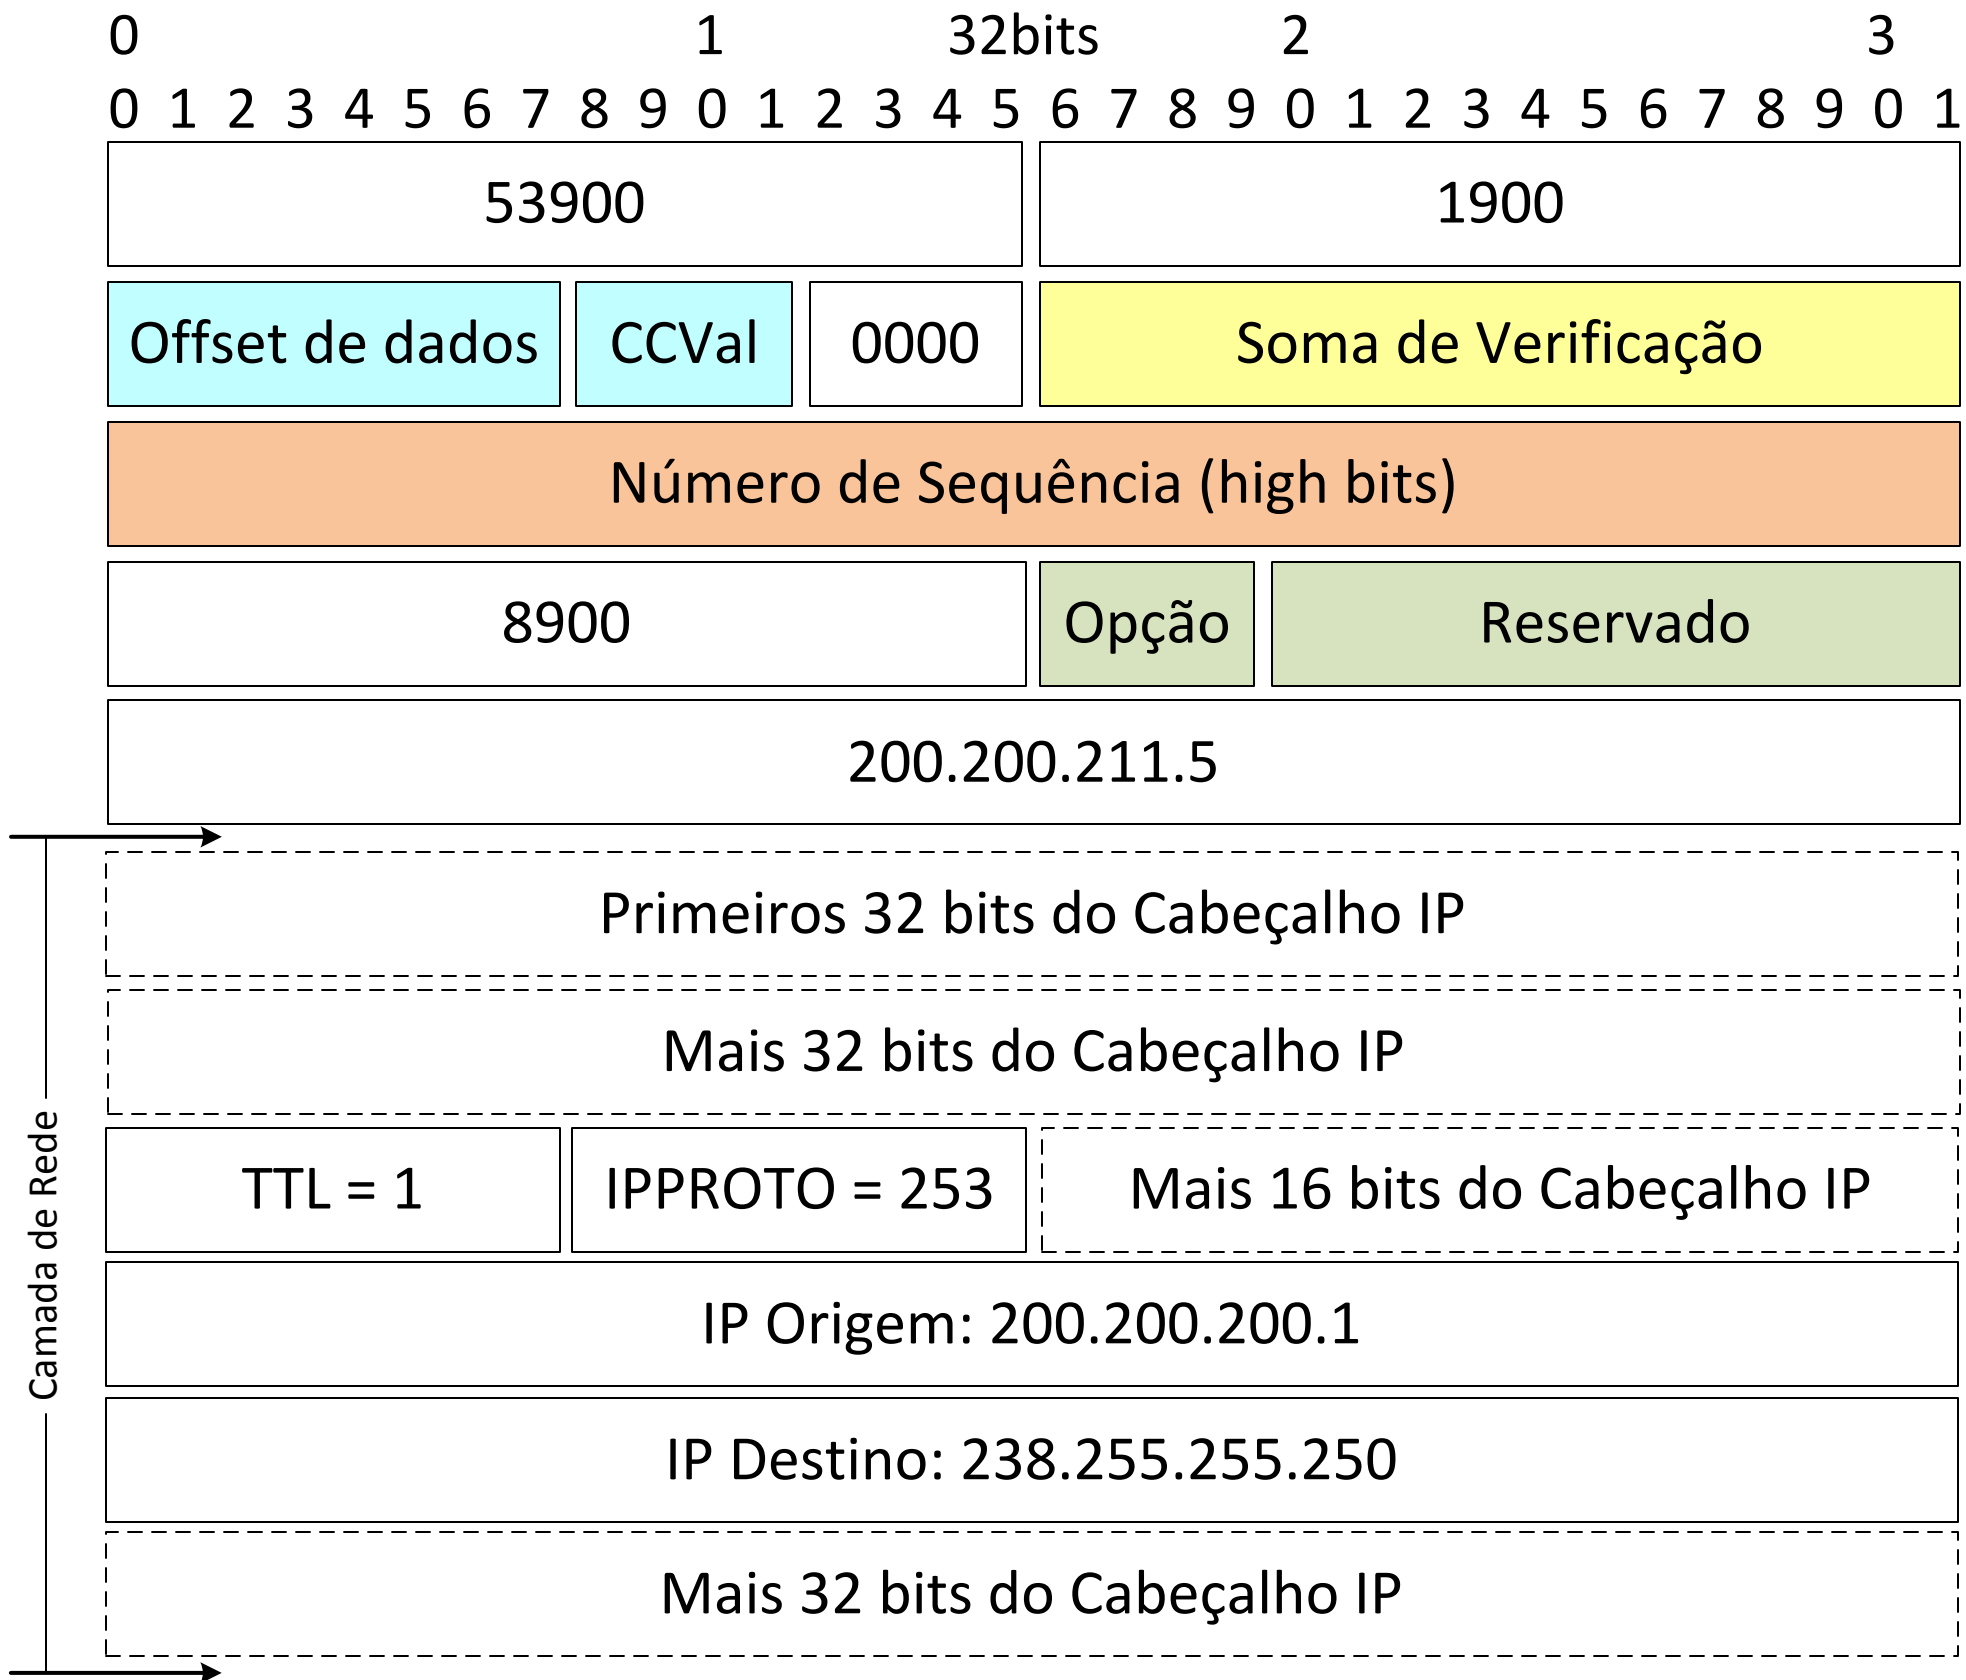 0 1 32bits 2 3
0 1 2 3 4 5 6 7 8 9 0 1 2 3 4 5 6 7 8 9 0 1 2 3 4 5 6 7 8 9 0 1
53900 1900
Offset de dados CCVal 0000 Soma de Verificação
Número de Sequência (high bits)
8900 Opção Reservado
200.200.211.5
Camada de Rede
Primeiros 32 bits do Cabeçalho IP
Mais 32 bits do Cabeçalho IP
TTL = 1 IPPROTO = 253 Mais 16 bits do Cabeçalho IP
IP Origem: 200.200.200.1
IP Destino: 238.255.255.250
Mais 32 bits do Cabeçalho IP